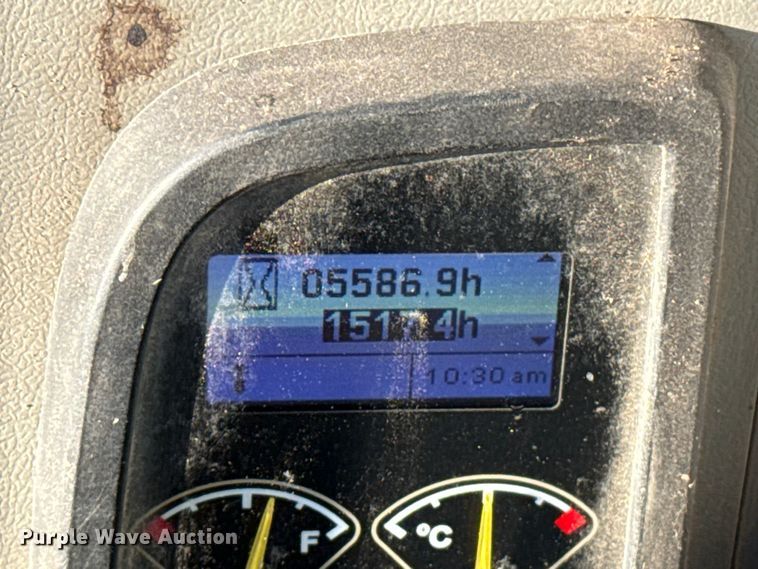 05586.9h
10:30 am
F
°C
Purple Wave Auction